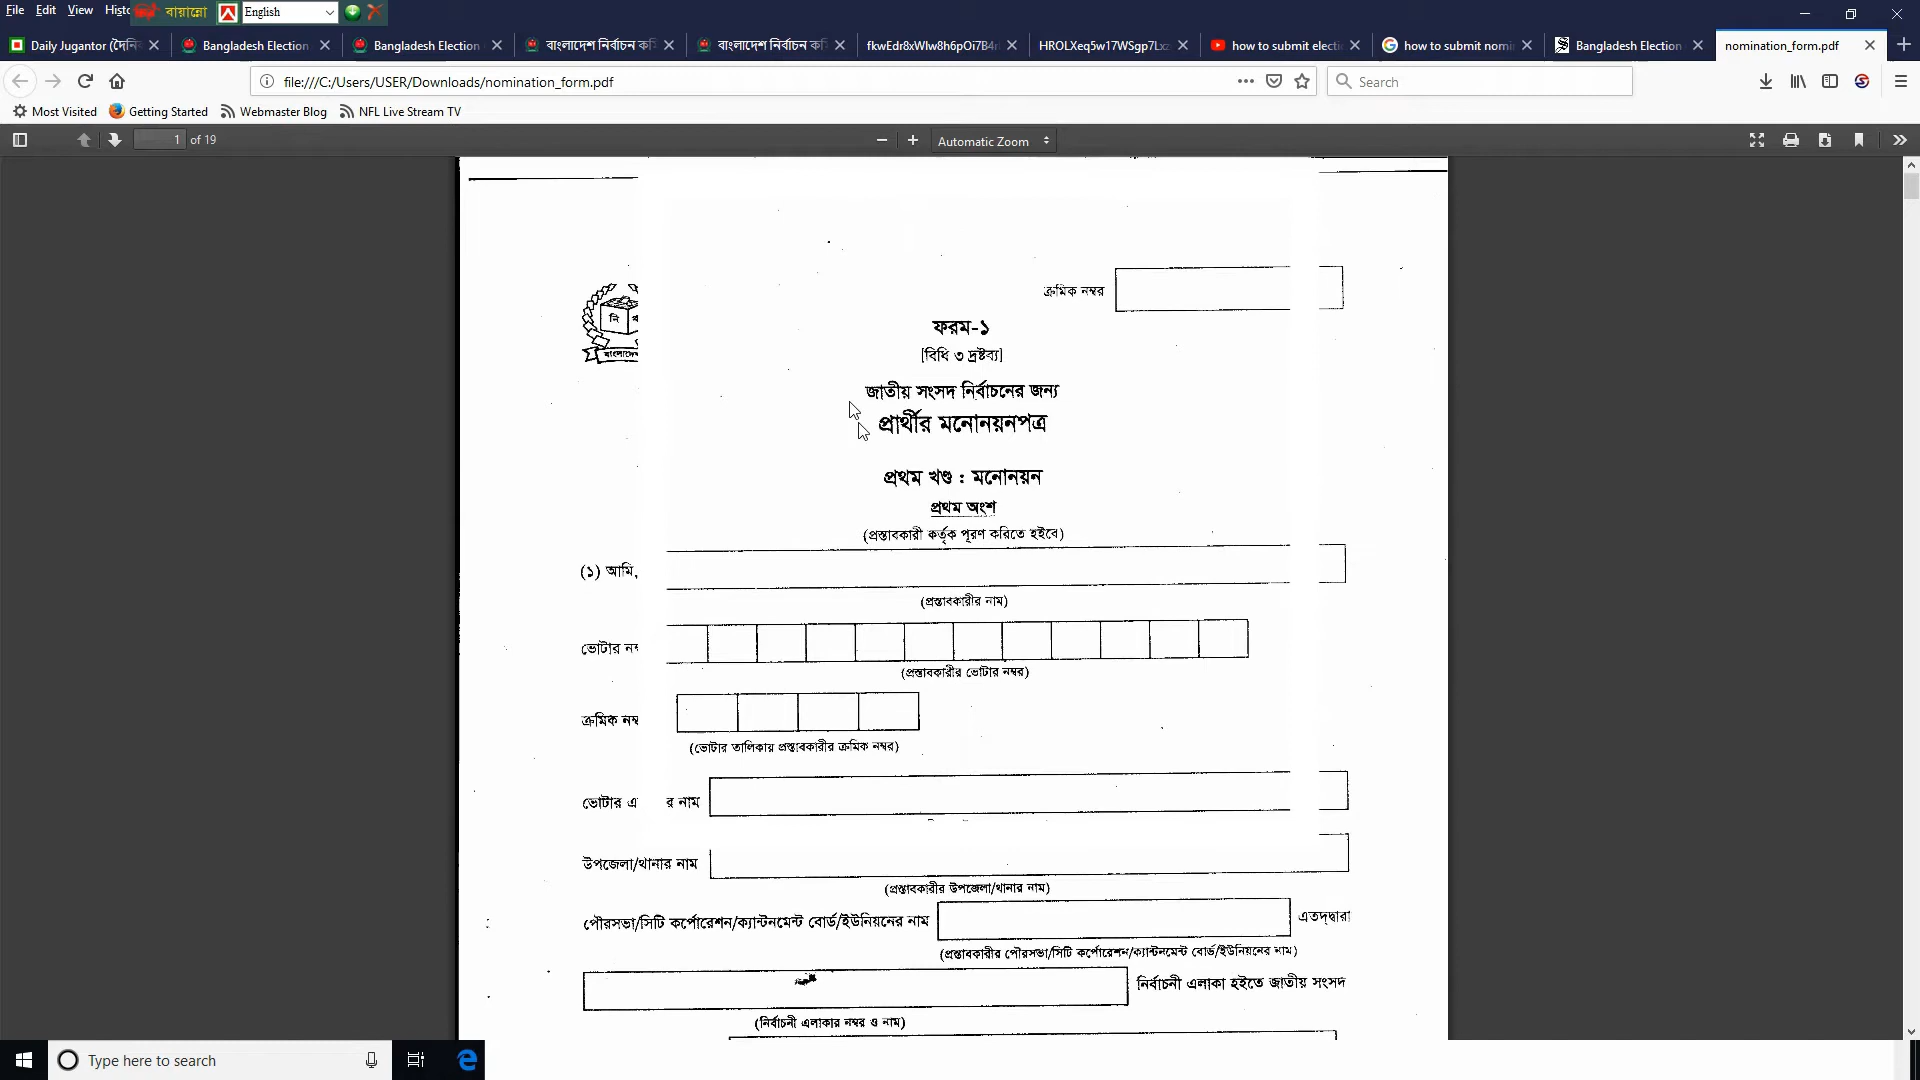 File Edit View Histo বায়ান্নো English
Daily Jugantor (দৈনি Bangladesh Election Bangladesh Election বাংলাদেশ নির্বাচন কমি বাংলাদেশ নির্বাচন কমি how to submit electi how to submit nomi Bangladesh Election nomination_form.pdf
file:///C:/Users/USER/Downloads/nomination_form.pdf Search
Most Visited Getting Started Webmaster Blog NFL Live Stream TV
1 of 19 Automatic Zoom
ক্রমিক নম্বর
নি
বাংলাদেশ
ফরম-১
[বিধি ৩ দ্রষ্টব্য]
জাতীয় সংসদ নির্বাচনের জন্য
প্রার্থীর মনোনয়নপত্র
প্রথম খণ্ড : মনোনয়ন
প্রথম অংশ
(প্রস্তাবকারী কর্তৃক পূরণ করিতে হইবে)
(১) আমি,
(প্রস্তাবকারীর নাম)
ভোটার নম্ব
(প্রস্তাবকারীর ভোটার নম্বর)
ক্রমিক নম্ব
(ভোটার তালিকায় প্রস্তাবকারীর ক্রমিক নম্বর)
ভোটার এ র নাম
উপজেলা/থানার নাম
(প্রস্তাবকারীর উপজেলা/থানার নাম)
পৌরসভা/সিটি কর্পোরেশন/ক্যান্টনমেন্ট বোর্ড/ইউনিয়নের নাম এতদ্দ্বারা
(প্রস্তাবকারীর পৌরসভা/সিটি কর্পোরেশন/ক্যান্টনমেন্ট বোর্ড/ইউনিয়নের নাম)
নির্বাচনী এলাকা হইতে জাতীয় সংসদ
(নির্বাচনী এলাকার নম্বর ও নাম)
Type here to search